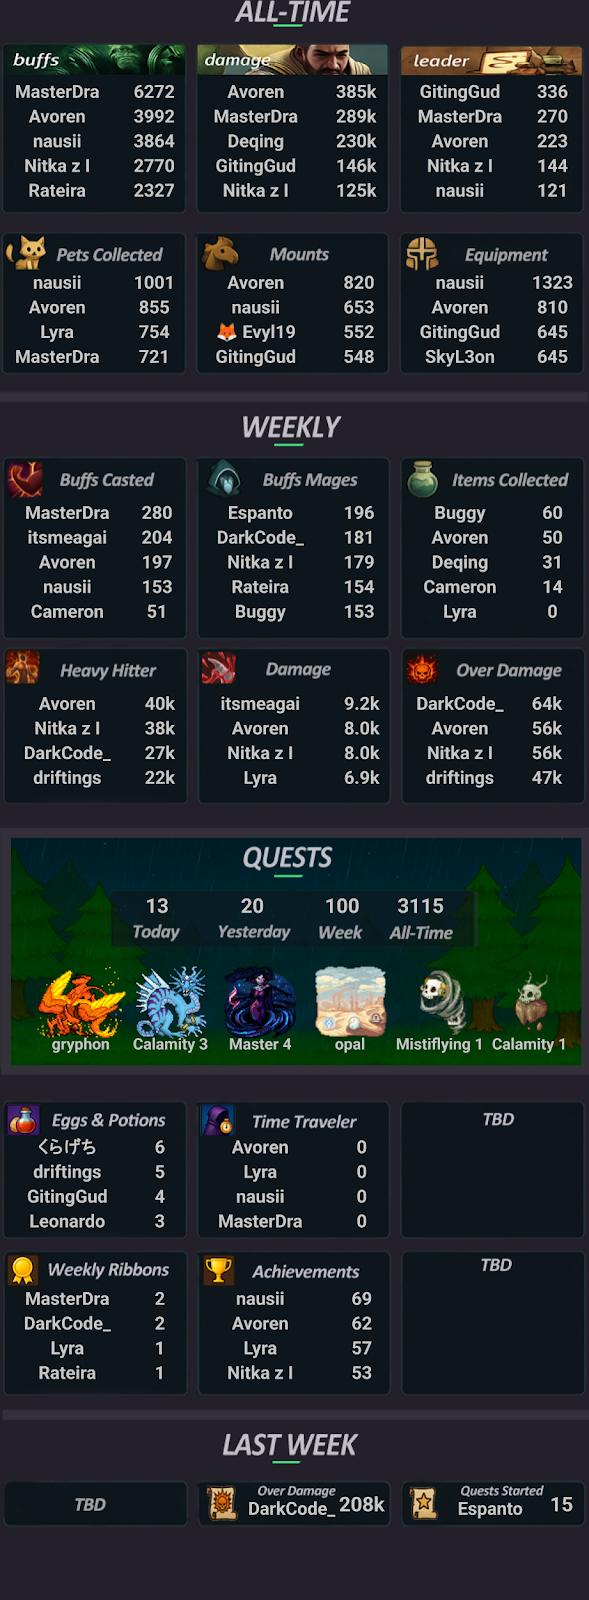 ALL-TIME
buffs
MasterDra 6272
Avoren 3992
nausii 3864
Nitka z l 2770
Rateira 2327
damage
Avoren 385k
MasterDra 289k
Deqing 230k
GitingGud 146k
Nitka z l 125k
leader
GitingGud 336
MasterDra 270
Avoren 223
Nitka z l 144
nausii 121
Pets Collected
nausii 1001
Avoren 855
Lyra 754
MasterDra 721
Mounts
Avoren 820
nausii 653
🦊 Evyl19 552
GitingGud 548
Equipment
nausii 1323
Avoren 810
GitingGud 645
SkyL3on 645
WEEKLY
Buffs Casted
MasterDra 280
itsmeagai 204
Avoren 197
nausii 153
Cameron 51
Buffs Mages
Espanto 196
DarkCode_ 181
Nitka z l 179
Rateira 154
Buggy 153
Items Collected
Buggy 60
Avoren 50
Deqing 31
Cameron 14
Lyra 0
Heavy Hitter
Avoren 40k
Nitka z l 38k
DarkCode_ 27k
driftings 22k
Damage
itsmeagai 9.2k
Avoren 8.0k
Nitka z l 8.0k
Lyra 6.9k
Over Damage
DarkCode_ 64k
Avoren 56k
Nitka z l 56k
driftings 47k
QUESTS
13 20 100 3115
Today Yesterday Week All-Time
gryphon Calamity 3 Master 4 opal Mistiflying 1 Calamity 1
Eggs & Potions
くらげち 6
driftings 5
GitingGud 4
Leonardo 3
Time Traveler
Avoren 0
Lyra 0
nausii 0
MasterDra 0
TBD
Weekly Ribbons
MasterDra 2
DarkCode_ 2
Lyra 1
Rateira 1
Achievements
nausii 69
Avoren 62
Lyra 57
Nitka z l 53
TBD
LAST WEEK
TBD
Over Damage
DarkCode_ 208k
Quests Started
Espanto 15